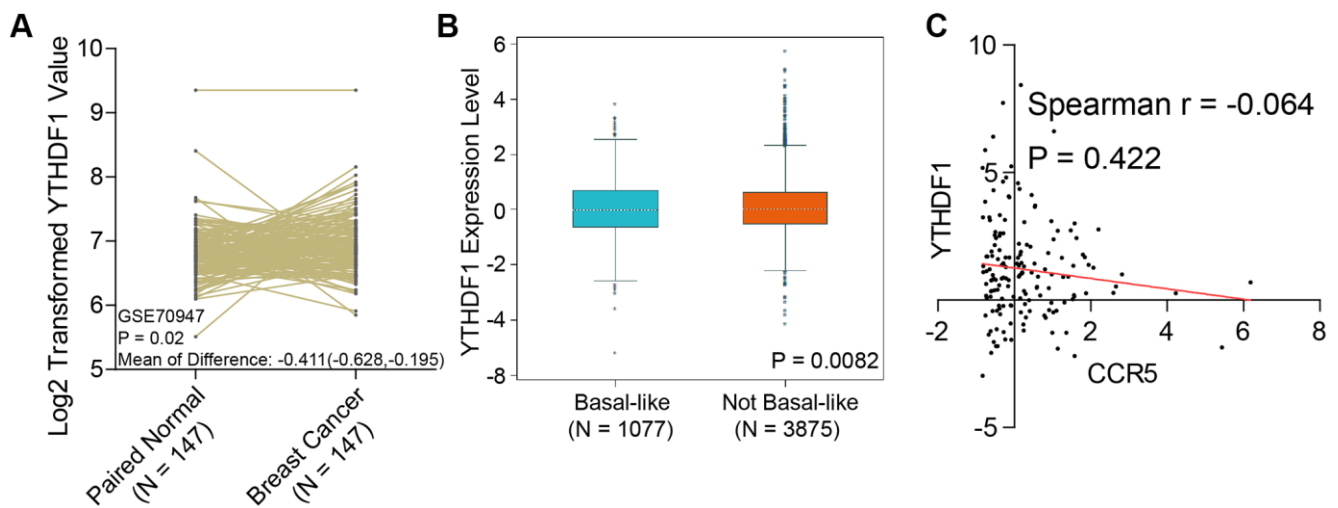 A
Log2 Transformed YTHDF1 Value
10
9
8
7
6
5
GSE70947
P = 0.02
Mean of Difference: -0.411(-0.628,-0.195)
Paired Normal
(N = 147)
Breast Cancer
(N = 147)
B
YTHDF1 Expression Level
6
4
2
0
-2
-4
-6
-8
P = 0.0082
Basal-like
(N = 1077)
Not Basal-like
(N = 3875)
C
YTHDF1
10
5
-5
Spearman r = -0.064
P = 0.422
-2
2
4
6
8
CCR5